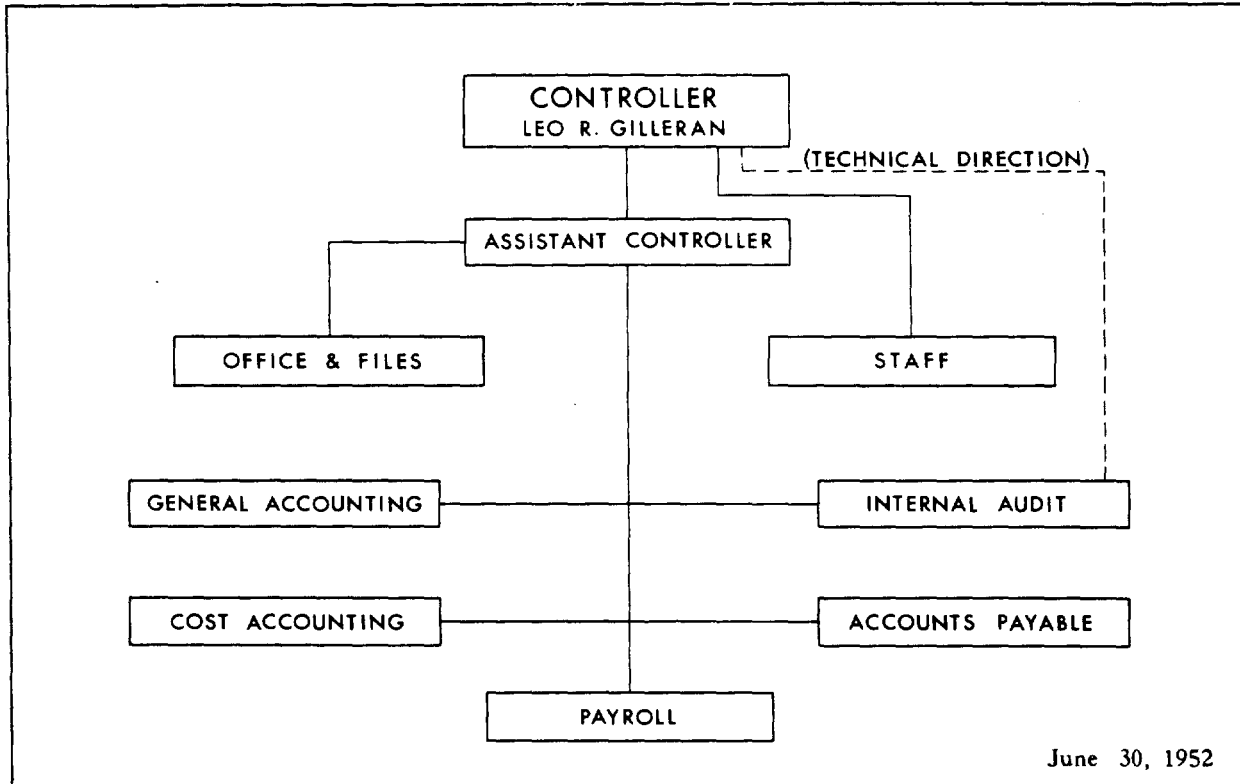 CONTROLLER
LEO R. GILLERAN
(TECHNICAL DIRECTION)
ASSISTANT CONTROLLER
OFFICE & FILES
STAFF
GENERAL ACCOUNTING
INTERNAL AUDIT
COST ACCOUNTING
ACCOUNTS PAYABLE
PAYROLL
June 30, 1952